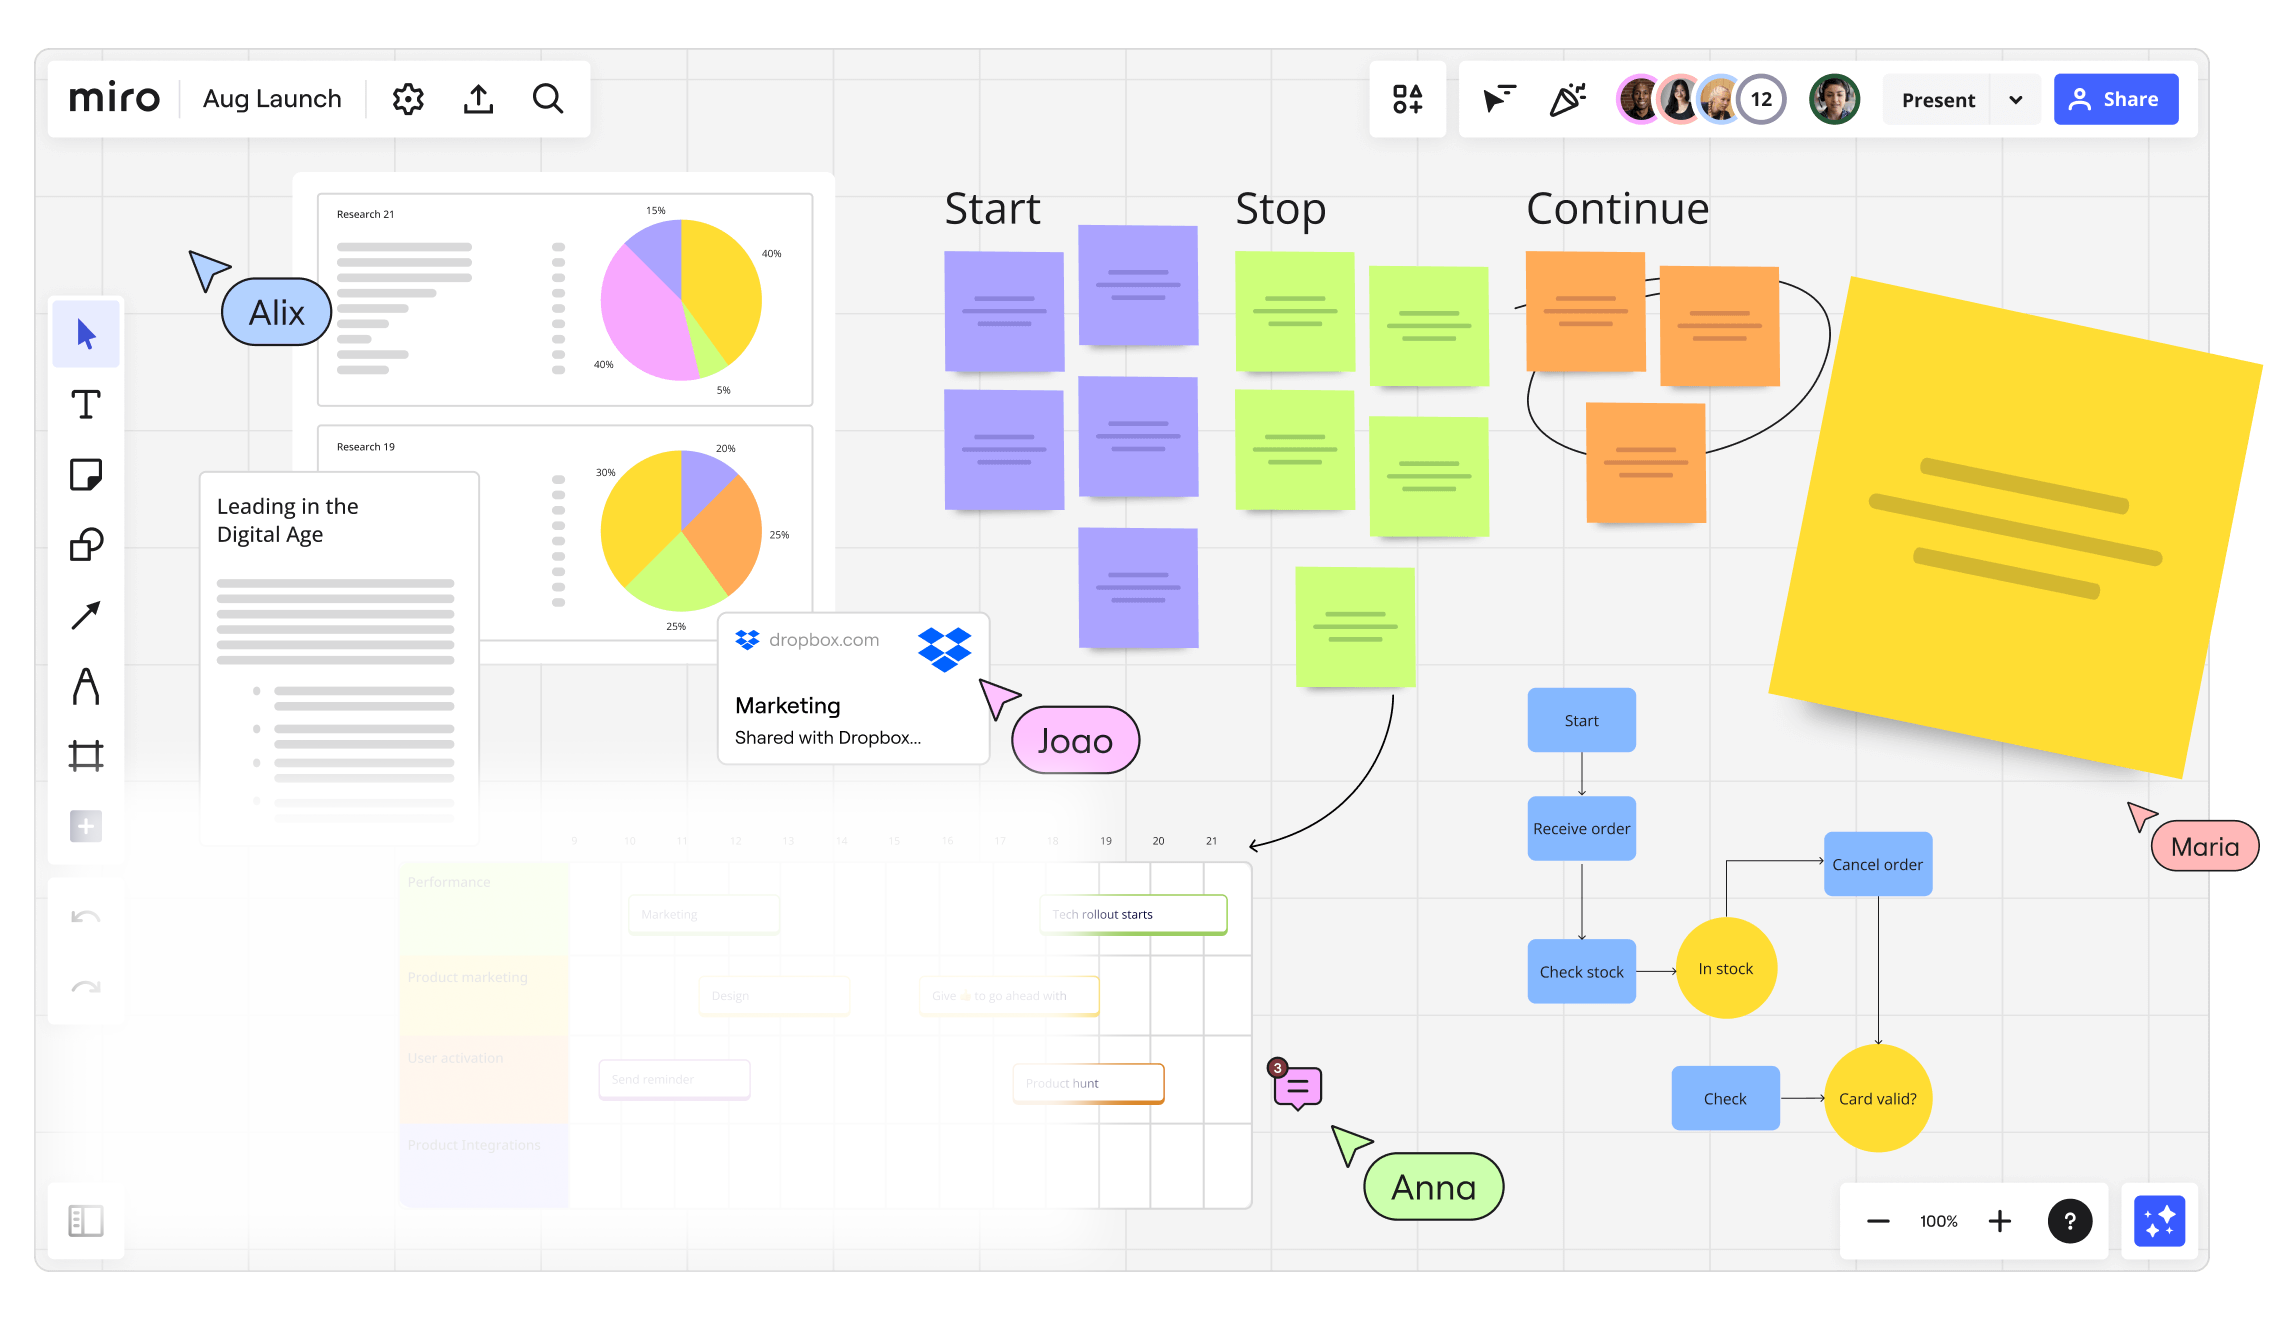 miro
Aug Launch
12
Present
Share
Research 21
15%
40%
40%
5%
Alix
Research 19
20%
30%
25%
25%
Leading in the
Digital Age
dropbox.com
Marketing
Shared with Dropbox...
Joao
Start
Stop
Continue
Start
Receive order
Check stock
In stock
Cancel order
Check
Card valid?
Maria
9 10 11 12 13 14 15 16 17 18 19 20 21
Performance
Marketing
Tech rollout starts
Product marketing
Design
Give 👍 to go ahead with
User activation
Send reminder
Product hunt
Product Integrations
3
Anna
100%
?